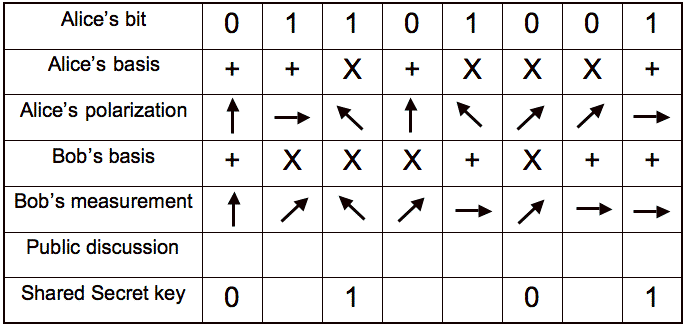 Alice's bit 0 1 1 0 1 0 0 1
Alice's basis + + X + X X X +
Alice's polarization ↑ → ↖ ↑ ↖ ↗ ↗ →
Bob's basis + X X X + X + +
Bob's measurement ↑ ↗ ↖ ↗ → ↗ → →
Public discussion
Shared Secret key 0 1 0 1